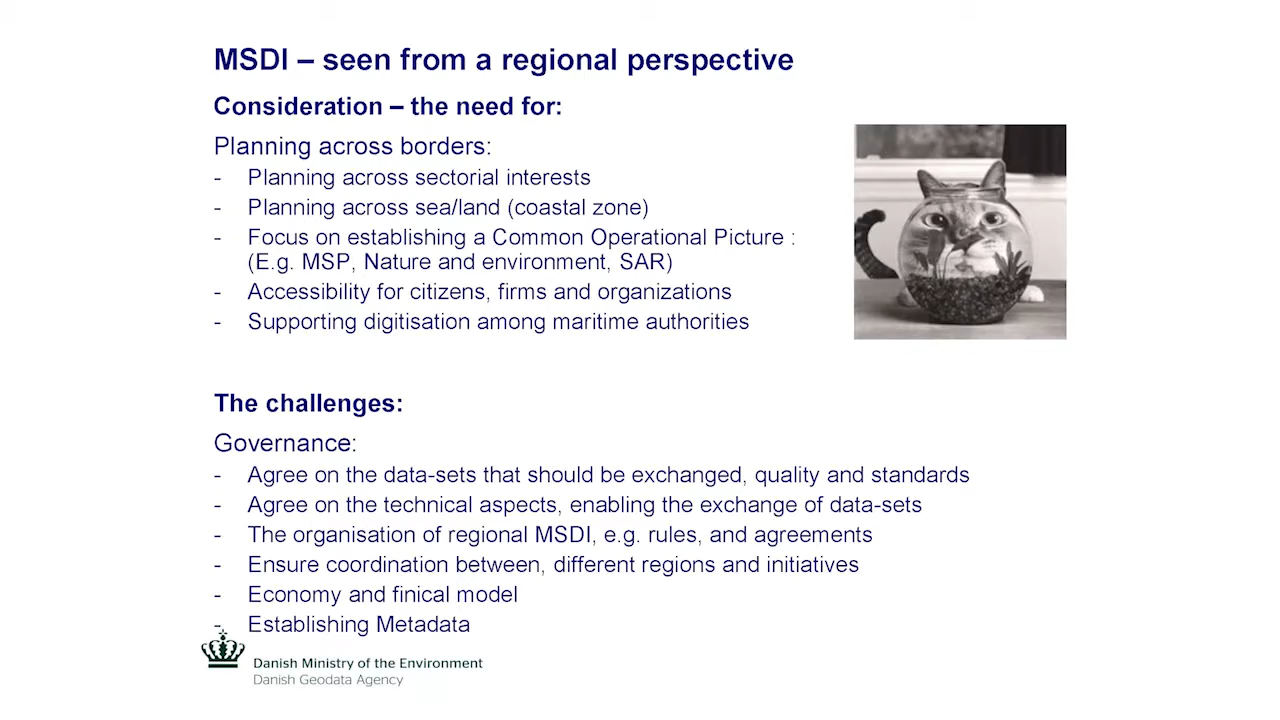 MSDI – seen from a regional perspective
Consideration – the need for:
Planning across borders:
- Planning across sectorial interests
- Planning across sea/land (coastal zone)
- Focus on establishing a Common Operational Picture :
(E.g. MSP, Nature and environment, SAR)
- Accessibility for citizens, firms and organizations
- Supporting digitisation among maritime authorities
The challenges:
Governance:
- Agree on the data-sets that should be exchanged, quality and standards
- Agree on the technical aspects, enabling the exchange of data-sets
- The organisation of regional MSDI, e.g. rules, and agreements
- Ensure coordination between, different regions and initiatives
- Economy and finical model
- Establishing Metadata
Danish Ministry of the Environment
Danish Geodata Agency